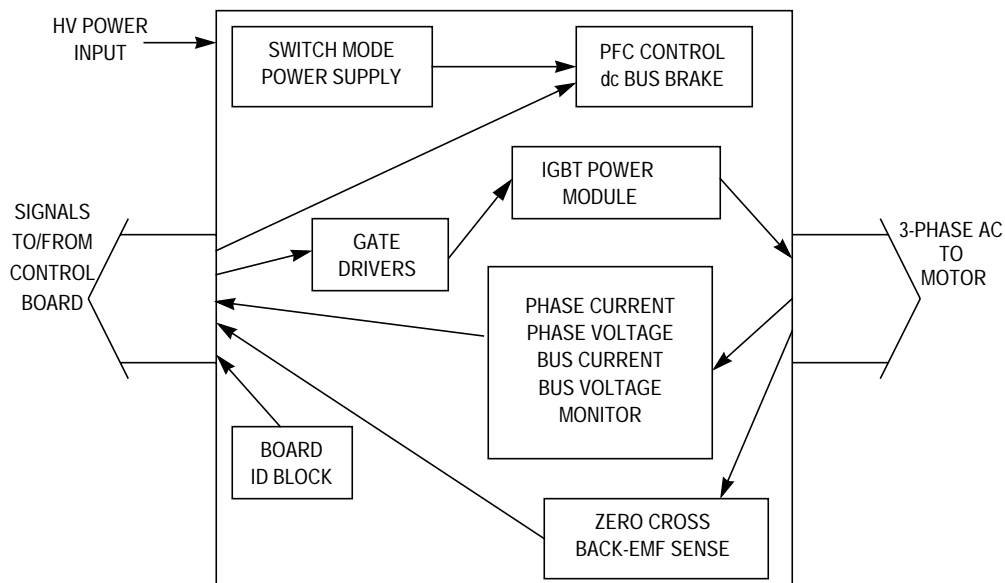 HV POWER
INPUT
SWITCH MODE
POWER SUPPLY
PFC CONTROL
dc BUS BRAKE
IGBT POWER
MODULE
SIGNALS
TO/FROM
CONTROL
BOARD
GATE
DRIVERS
3-PHASE AC
TO
MOTOR
PHASE CURRENT
PHASE VOLTAGE
BUS CURRENT
BUS VOLTAGE
MONITOR
BOARD
ID BLOCK
ZERO CROSS
BACK-EMF SENSE